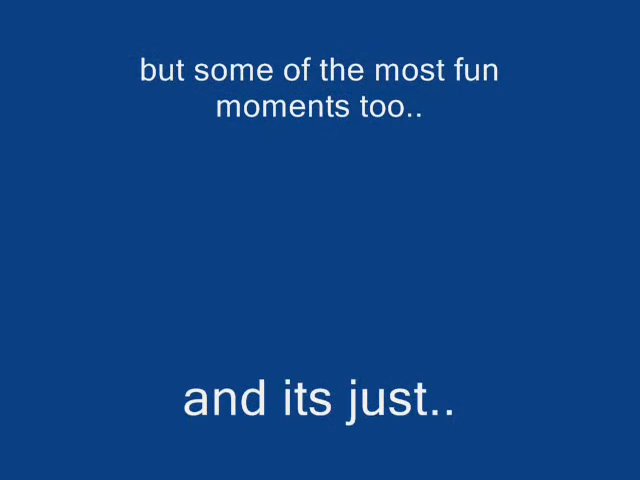 but some of the most fun
moments too..
and its just..